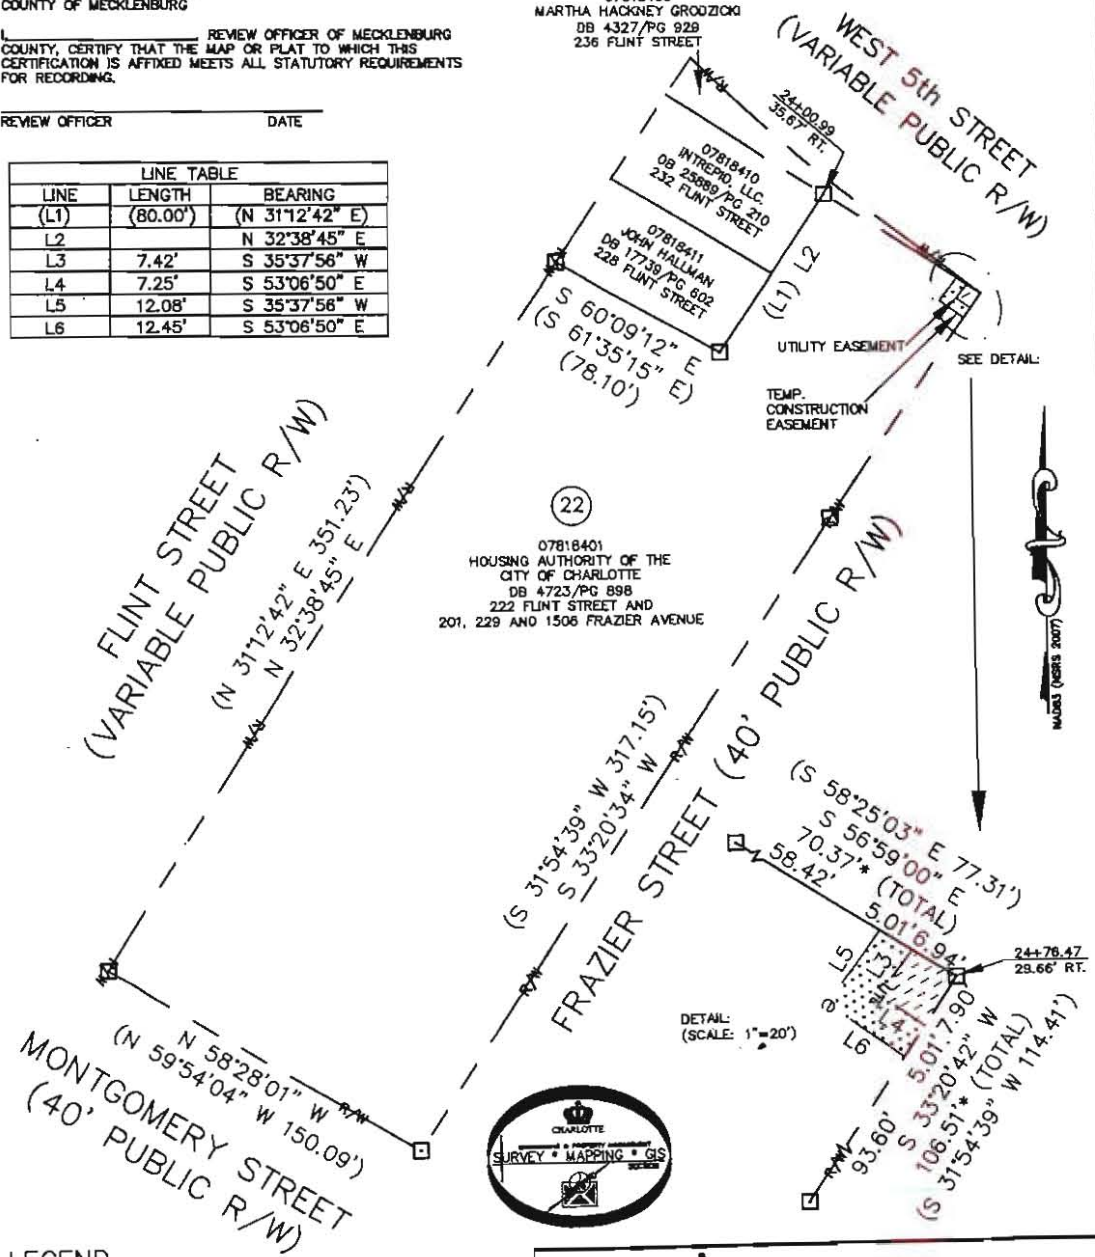 COUNTY OF MECKLENBURG
I, REVIEW OFFICER OF MECKLENBURG
COUNTY, CERTIFY THAT THE MAP OR PLAT TO WHICH THIS
CERTIFICATION IS AFFIXED MEETS ALL STATUTORY REQUIREMENTS
FOR RECORDING.
REVIEW OFFICER DATE
LINE TABLE
LINE LENGTH BEARING
(L1) (80.00') (N 31°12'42" E)
L2 N 32°38'45" E
L3 7.42' S 35°37'56" W
L4 7.25' S 53°06'50" E
L5 12.08' S 35°37'56" W
L6 12.45' S 53°06'50" E
MARTHA HACKNEY GRODZICKI
DB 4327/PG 929
236 FLINT STREET
WEST 5th STREET
(VARIABLE PUBLIC R/W)
R/W
24+00.99
35.67' RT.
07818410
INTREPID, LLC.
DB 25689/PG 210
232 FLINT STREET
07818411
JOHN HALLMAN
DB 17739/PG 602
228 FLINT STREET
(L1) L2
R/W
S 60°09'12" E
(S 61°35'15" E)
(78.10')
UTILITY EASEMENT
SEE DETAIL:
TEMP.
CONSTRUCTION
EASEMENT
FLINT STREET
(VARIABLE PUBLIC R/W)
R/W
(N 31°12'42" E 351.23')
N 32°38'45" E
R/W
22
07818401
HOUSING AUTHORITY OF THE
CITY OF CHARLOTTE
DB 4723/PG 898
222 FLINT STREET AND
201, 229 AND 1506 FRAZIER AVENUE
NAD83 (NSRS 2007)
(S 31°54'39" W 317.15')
S 33°20'34" W
R/W
R/W
FRAZIER STREET (40' PUBLIC R/W)
(S 58°25'03" E 77.31')
S 56°59'00" E
70.37'* (TOTAL)
58.42'
5.01'
6.94'
24+76.47
29.66' RT.
L5
L3
L4
L6
DETAIL:
(SCALE: 1"=20')
5.01'
7.90'
S 33°20'42" W
106.51'* (TOTAL)
(S 31°54'39" W 114.41')
93.60'
R/W
N 58°28'01" W
(N 59°54'04" W 150.09')
R/W
MONTGOMERY STREET
(40' PUBLIC R/W)
CHARLOTTE
SURVEY * MAPPING * GIS
LEGEND